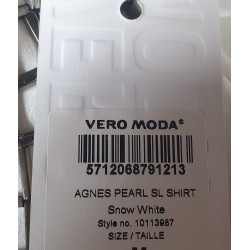 VERO MODA®
5712068791213
AGNES PEARL SL SHIRT
Snow White
Style no. 10113987
SIZE / TAILLE